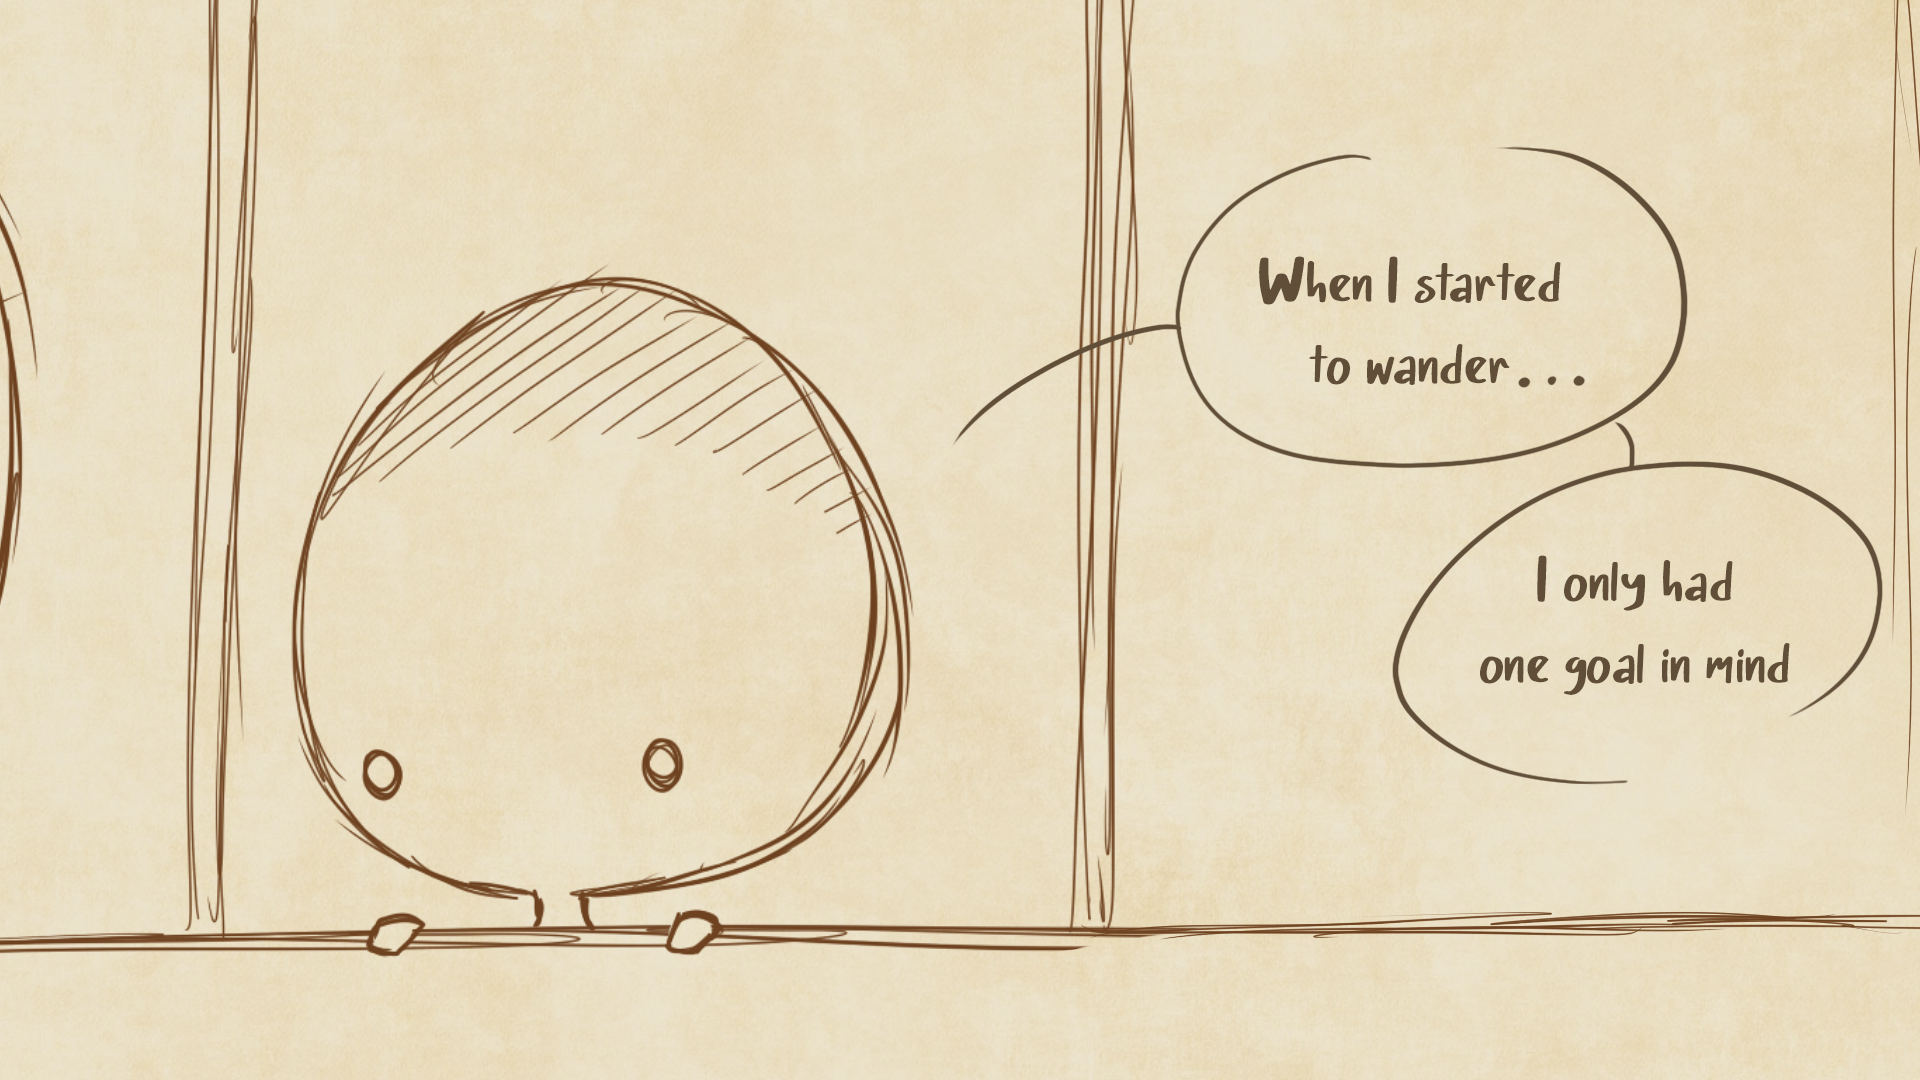 When I started
to wander...
I only had
one goal in mind